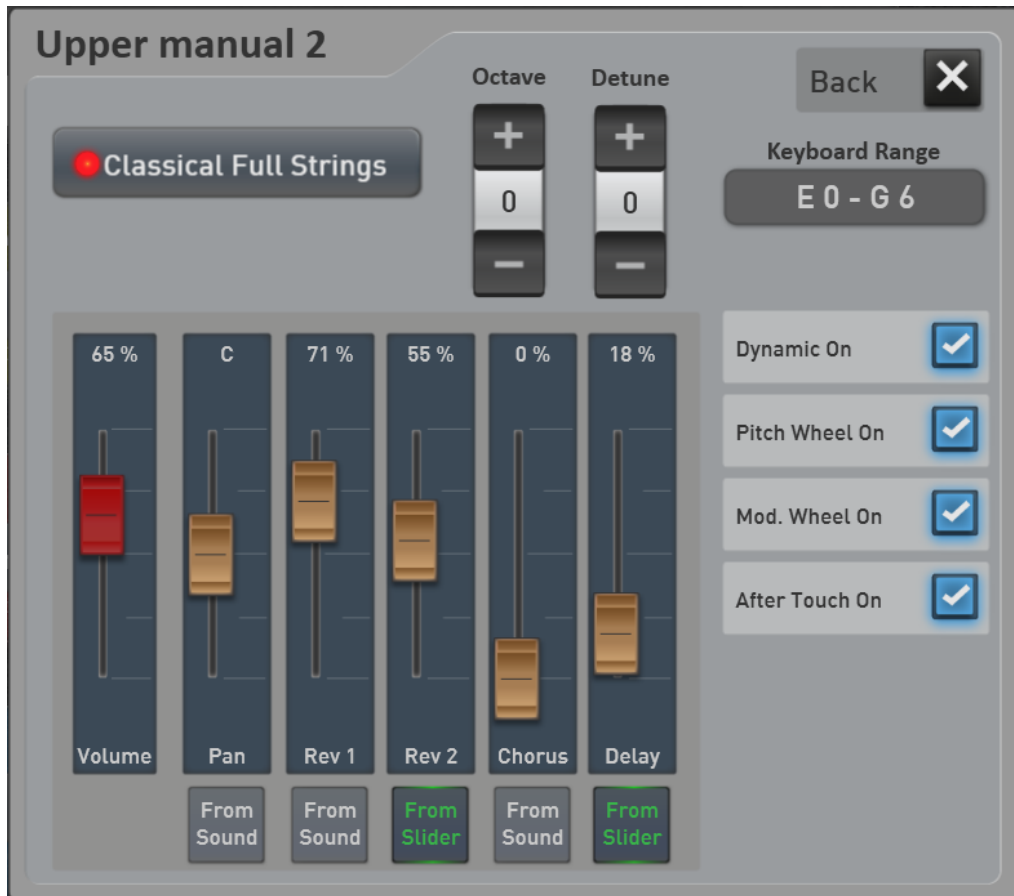 Upper manual 2
Octave
Detune
Back
Classical Full Strings
+
+
0
0
−
−
Keyboard Range
E 0 - G 6
65 %
C
71 %
55 %
0 %
18 %
Dynamic On
Pitch Wheel On
Mod. Wheel On
After Touch On
Volume
Pan
Rev 1
Rev 2
Chorus
Delay
From
Sound
From
Sound
From
Slider
From
Sound
From
Slider